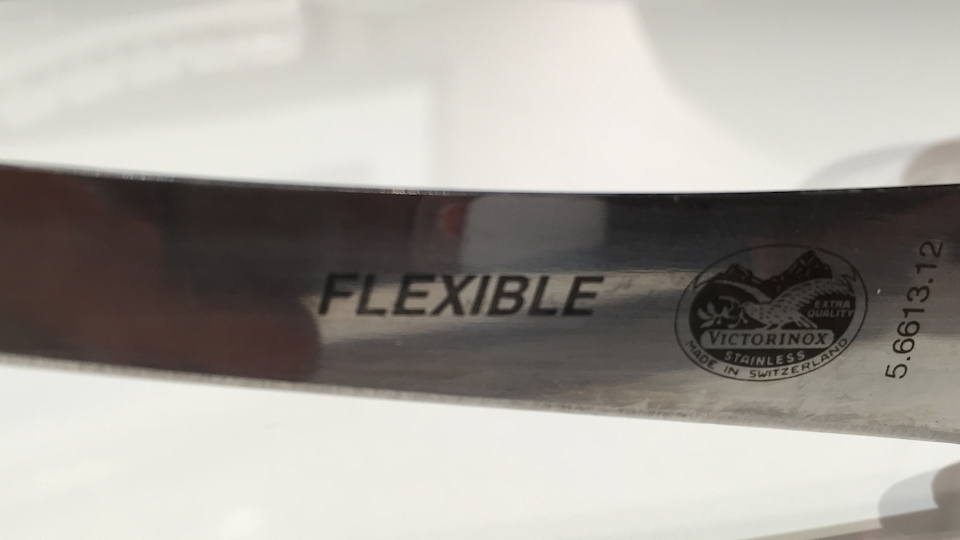 FLEXIBLE
EXTRA
QUALITY
VICTORINOX
STAINLESS
MADE IN SWITZERLAND
5.6613.12